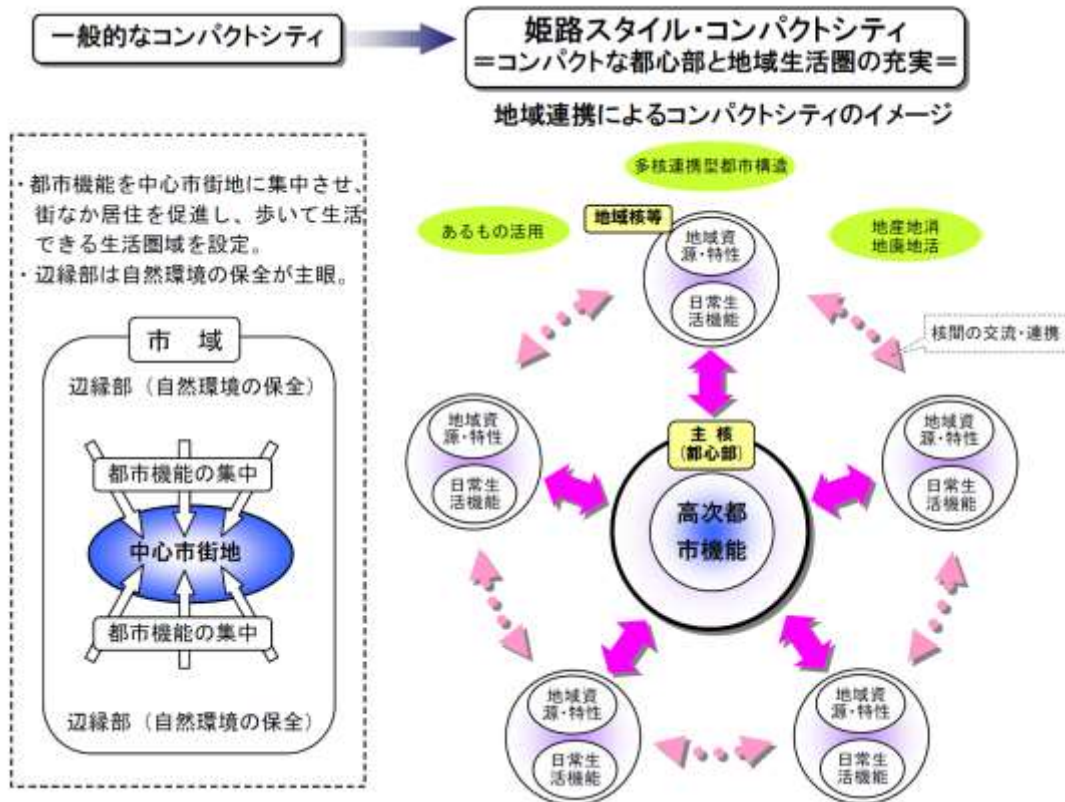 一般的なコンパクトシティ
姫路スタイル・コンパクトシティ
＝コンパクトな都心部と地域生活圏の充実＝
地域連携によるコンパクトシティのイメージ
・都市機能を中心市街地に集中させ、
街なか居住を促進し、歩いて生活
できる生活圏域を設定。
・辺縁部は自然環境の保全が主眼。
市　域
辺縁部（自然環境の保全）
都市機能の集中
中心市街地
都市機能の集中
辺縁部（自然環境の保全）
多核連携型都市構造
あるもの活用
地産地消
地廃地活
地域核等
地域資
源・特性
日常生
活機能
核間の交流・連携
地域資
源・特性
日常生
活機能
主　核
（都心部）
高次都
市機能
地域資
源・特性
日常生
活機能
地域資
源・特性
日常生
活機能
地域資
源・特性
日常生
活機能